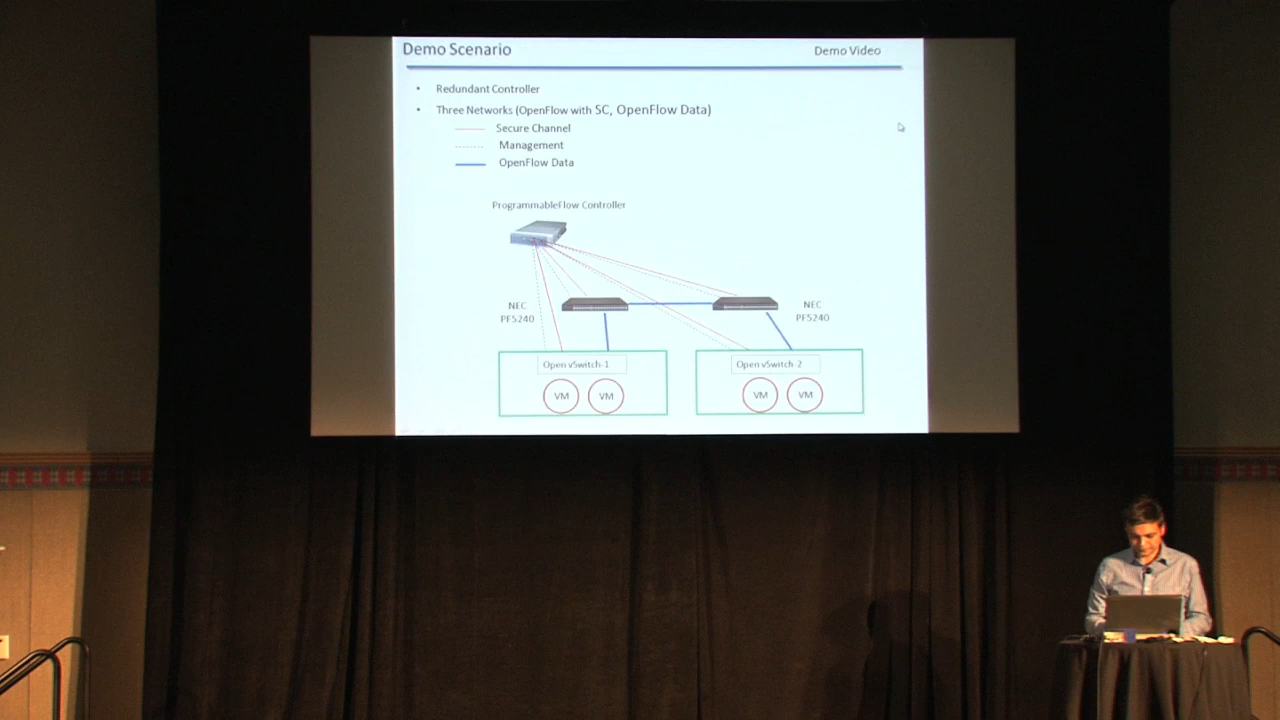 Demo Scenario
Demo Video
• Redundant Controller
• Three Networks (OpenFlow with SC, OpenFlow Data)
Secure Channel
Management
OpenFlow Data
ProgrammableFlow Controller
NEC
PF5240
NEC
PF5240
Open vSwitch-1
Open vSwitch-2
VM
VM
VM
VM